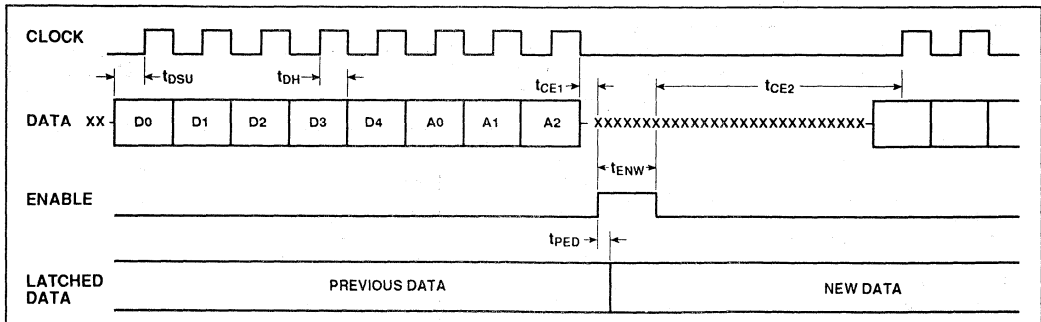 CLOCK
tDSU tDH tCE1 tCE2
DATA XX D0 D1 D2 D3 D4 A0 A1 A2 XXXXXXXXXXXXXXXXXXXXXXXXXXXXXXX
tENW
ENABLE
tPED
LATCHED DATA PREVIOUS DATA NEW DATA